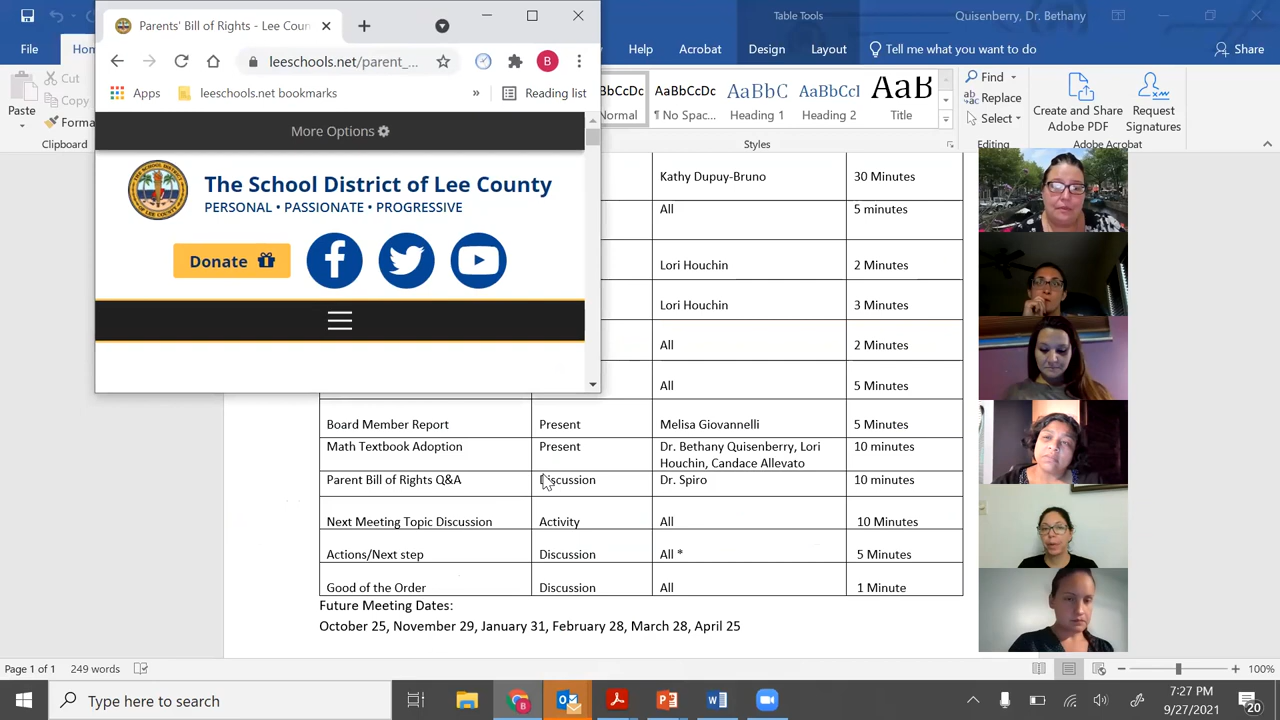 Table Tools
Quisenberry, Dr. Bethany
Parents' Bill of Rights - Lee Coun
File
Hom
Help
Acrobat
Design
Layout
Tell me what you want to do
Share
leeschools.net/parent_...
B
Apps
leeschools.net bookmarks
»
Reading list
Paste
Cut
Copy
Forma
Clipboard
BbCcDc
AaBbCcDc
AaBbC
AaBbCcI
AaB
Normal
¶ No Spac...
Heading 1
Heading 2
Title
Styles
Find
Replace
Select
Editing
Create and Share
Adobe PDF
Request
Signatures
Adobe Acrobat
More Options
The School District of Lee County
PERSONAL • PASSIONATE • PROGRESSIVE
Donate
Kathy Dupuy-Bruno 30 Minutes
All 5 minutes
Lori Houchin 2 Minutes
Lori Houchin 3 Minutes
All 2 Minutes
All 5 Minutes
Board Member Report Present Melisa Giovannelli 5 Minutes
Math Textbook Adoption Present Dr. Bethany Quisenberry, Lori 10 minutes
Houchin, Candace Allevato
Parent Bill of Rights Q&A Discussion Dr. Spiro 10 minutes
Next Meeting Topic Discussion Activity All 10 Minutes
Actions/Next step Discussion All * 5 Minutes
Good of the Order Discussion All 1 Minute
Future Meeting Dates:
October 25, November 29, January 31, February 28, March 28, April 25
Page 1 of 1 249 words 100%
Type here to search
7:27 PM
9/27/2021
20